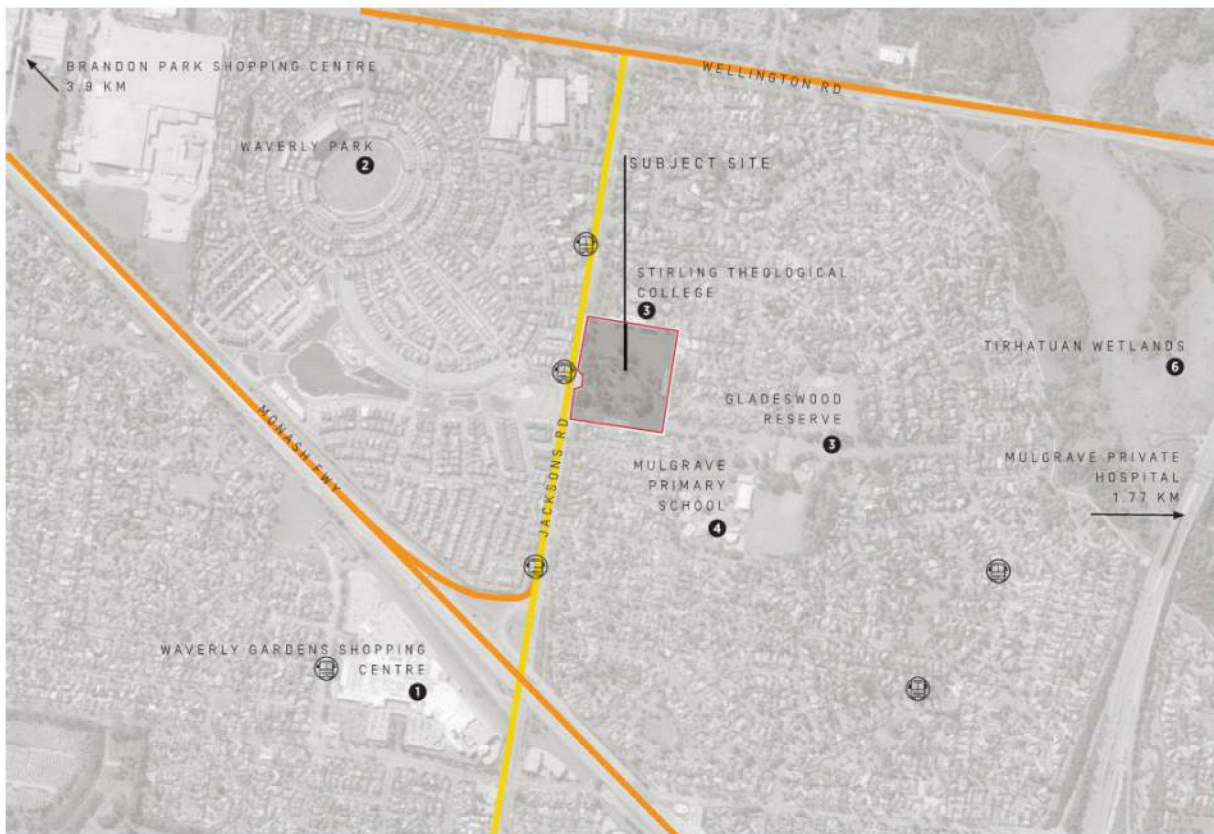 BRANDON PARK SHOPPING CENTRE
3.9 KM
WELLINGTON RD
WAVERLY PARK
2
SUBJECT SITE
STIRLING THEOLOGICAL
COLLEGE
3
TIRHATUAN WETLANDS
6
GLADESWOOD
RESERVE
3
MONASH FWY
JACKSONS RD
MULGRAVE
PRIMARY
SCHOOL
4
MULGRAVE PRIVATE
HOSPITAL
1.77 KM
WAVERLY GARDENS SHOPPING
CENTRE
1